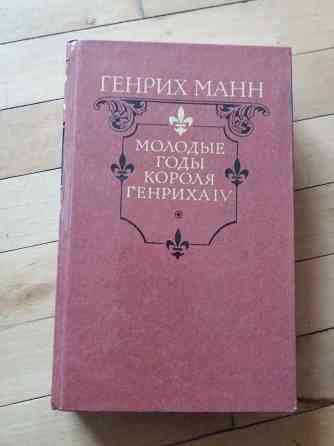 ГЕНРИХ МАНН
МОЛОДЫЕ
ГОДЫ
КОРОЛЯ
ГЕНРИХА IV